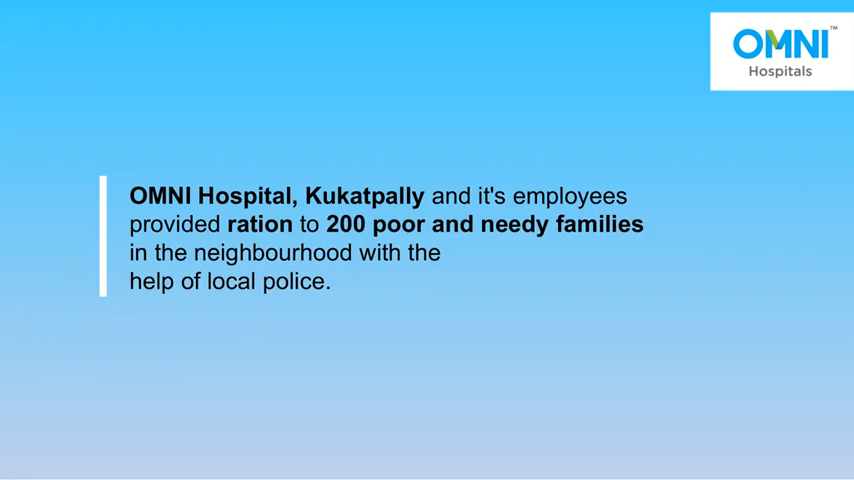 OMNI™
Hospitals
OMNI Hospital, Kukatpally and it's employees
provided ration to 200 poor and needy families
in the neighbourhood with the
help of local police.